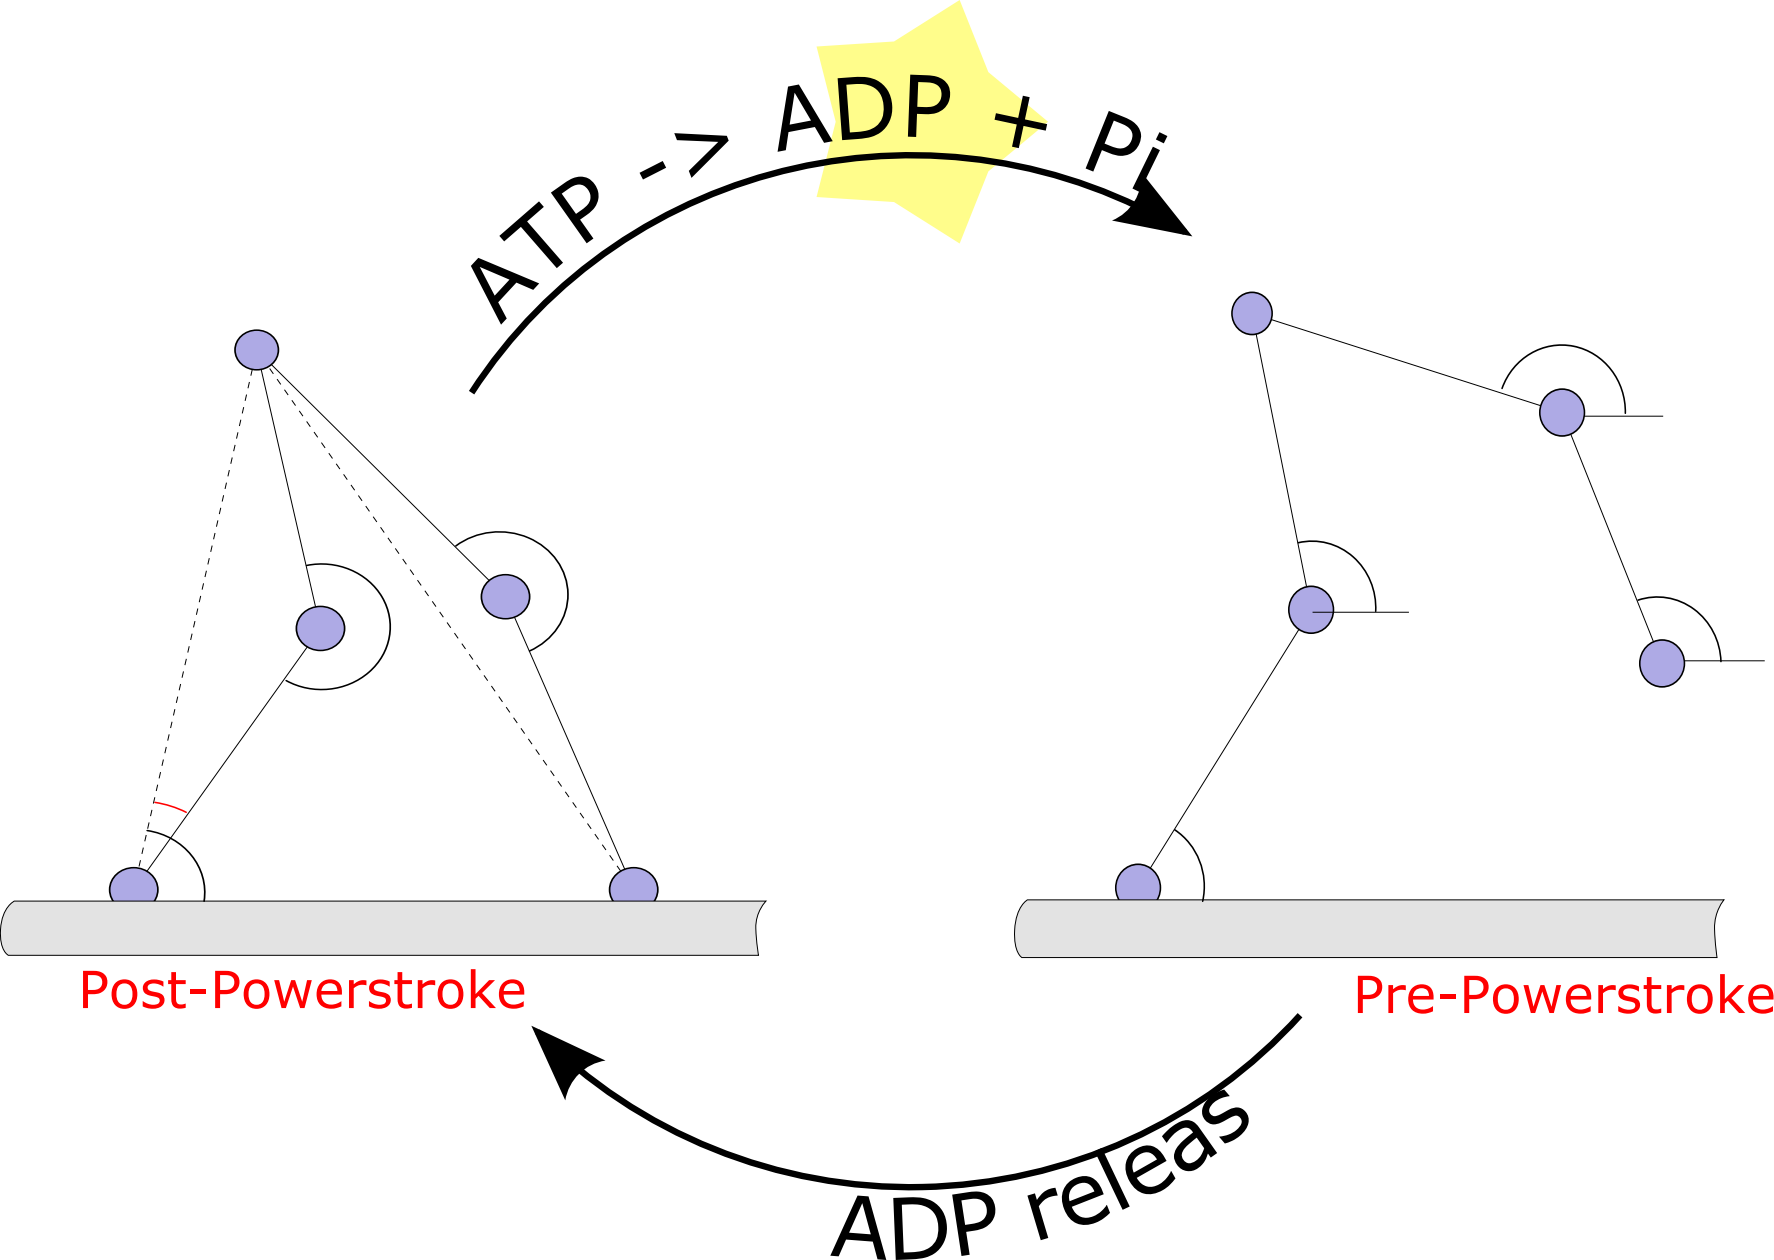 ATP -> ADP + Pi
Post-Powerstroke
Pre-Powerstroke
ADP releas